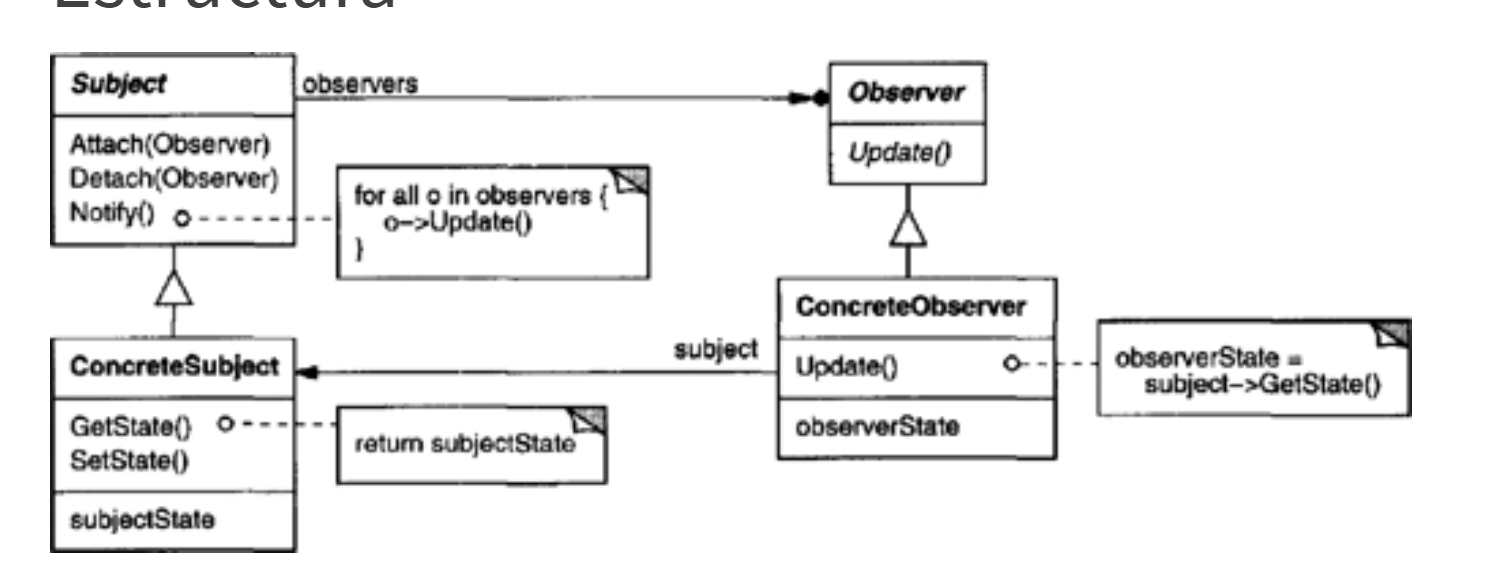 Estructura
Subject
Attach(Observer)
Detach(Observer)
Notify()
observers
for all o in observers {
o->Update()
}
Observer
Update()
ConcreteSubject
GetState()
SetState()
subjectState
return subjectState
subject
ConcreteObserver
Update()
observerState
observerState =
subject->GetState()